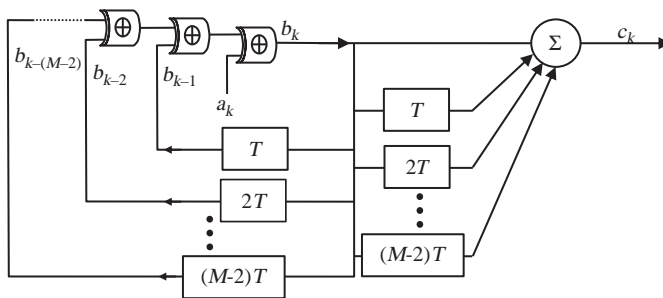 b_k
Σ
c_k
b_{k–(M–2)}
b_{k–2}
b_{k–1}
a_k
T
T
2T
2T
(M-2)T
(M-2)T